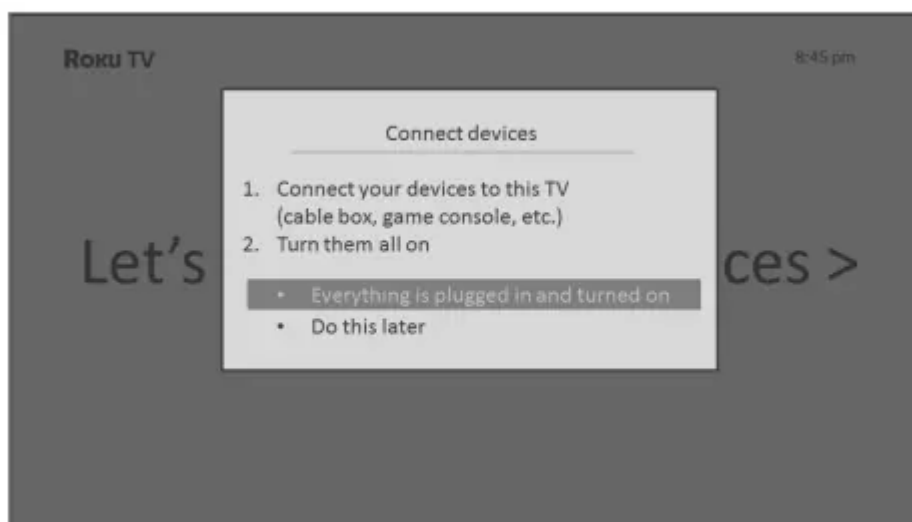 Roku TV
8:45 pm
Connect devices
1. Connect your devices to this TV
(cable box, game console, etc.)
2. Turn them all on
Let's ces >
• Everything is plugged in and turned on
• Do this later